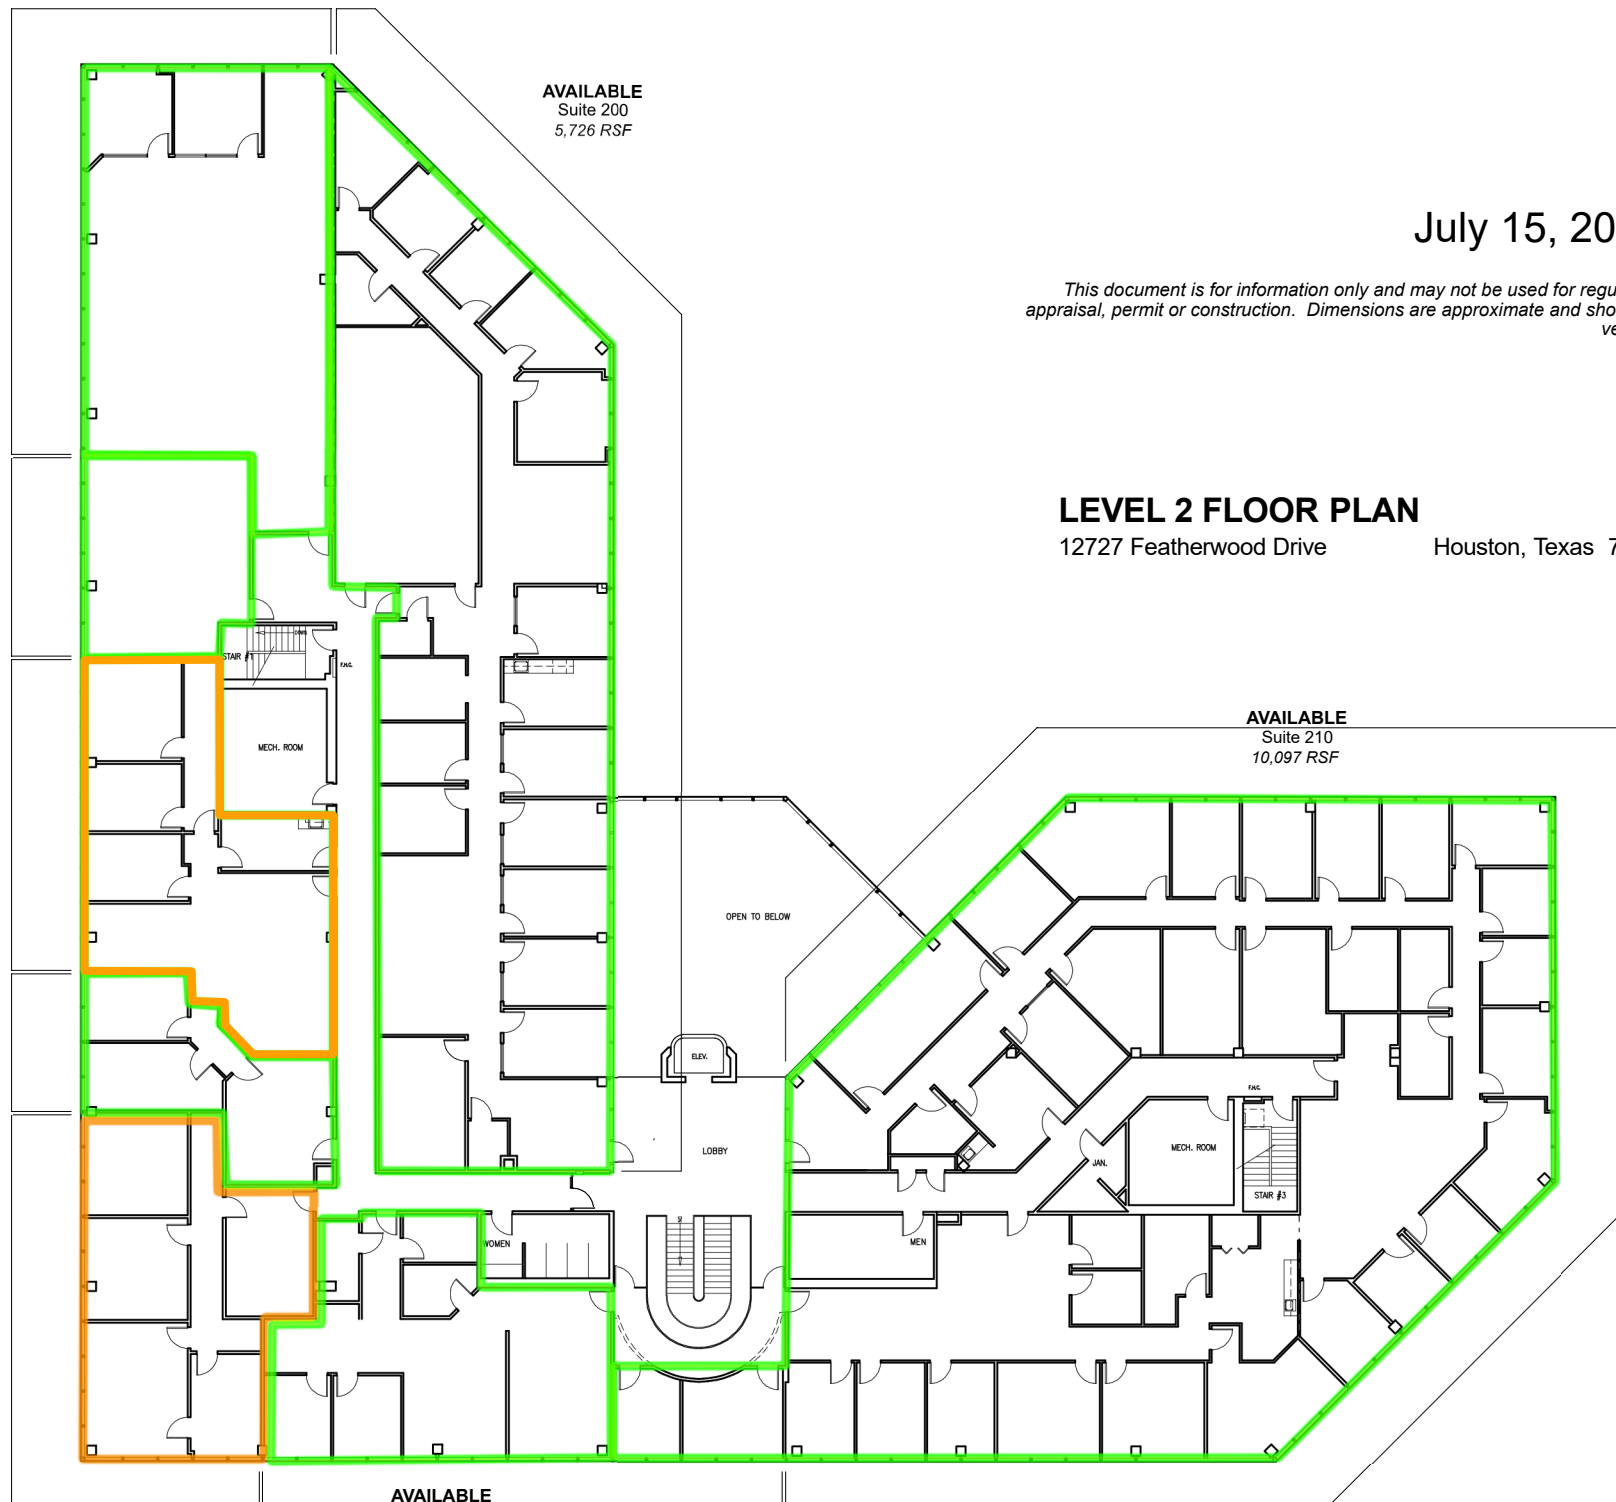 AVAILABLE
Suite 200
5,726 RSF
July 15, 20
This document is for information only and may not be used for regu
appraisal, permit or construction. Dimensions are approximate and sho
ve
LEVEL 2 FLOOR PLAN
12727 Featherwood Drive Houston, Texas 7
DOWN
STAIR #1
F.H.C.
MECH. ROOM
AVAILABLE
Suite 210
10,097 RSF
OPEN TO BELOW
ELEV.
F.H.C.
LOBBY
MECH. ROOM
JAN.
STAIR #3
WOMEN
MEN
AVAILABLE